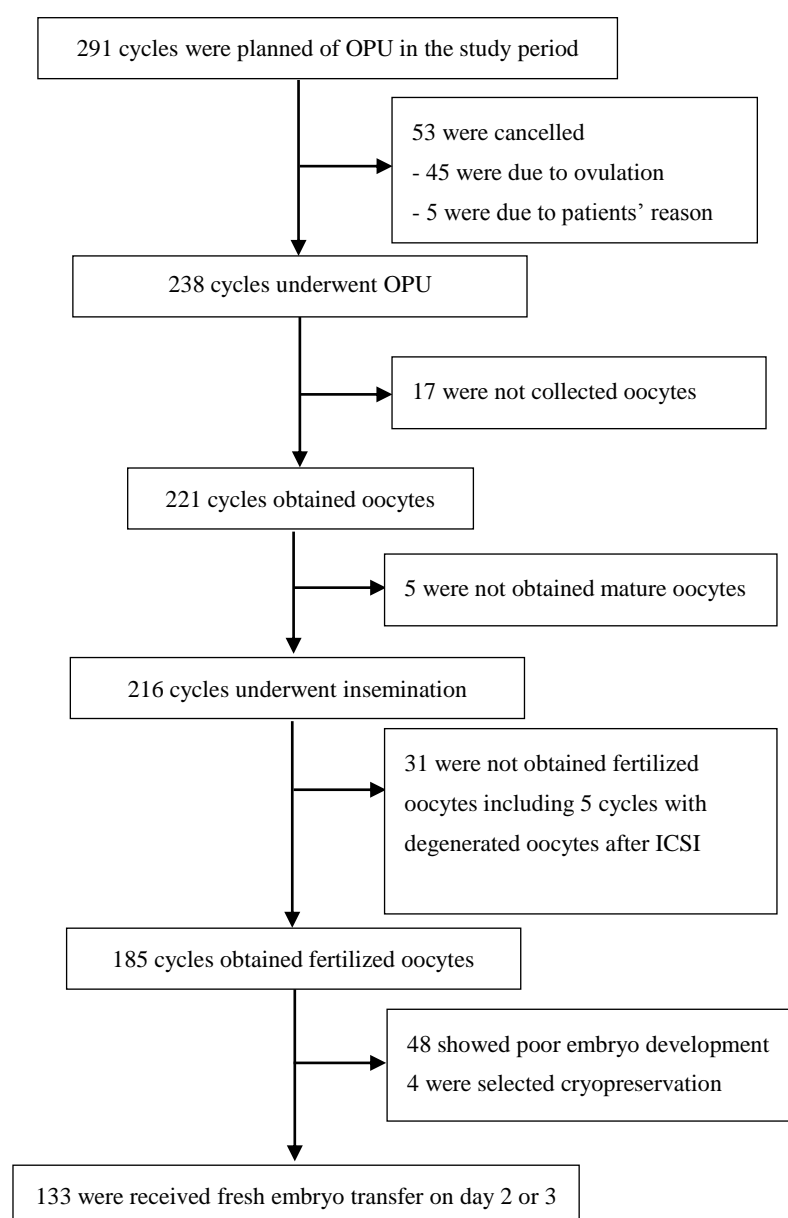 291 cycles were planned of OPU in the study period
53 were cancelled
- 45 were due to ovulation
- 5 were due to patients’ reason
238 cycles underwent OPU
17 were not collected oocytes
221 cycles obtained oocytes
5 were not obtained mature oocytes
216 cycles underwent insemination
31 were not obtained fertilized
oocytes including 5 cycles with
degenerated oocytes after ICSI
185 cycles obtained fertilized oocytes
48 showed poor embryo development
4 were selected cryopreservation
133 were received fresh embryo transfer on day 2 or 3